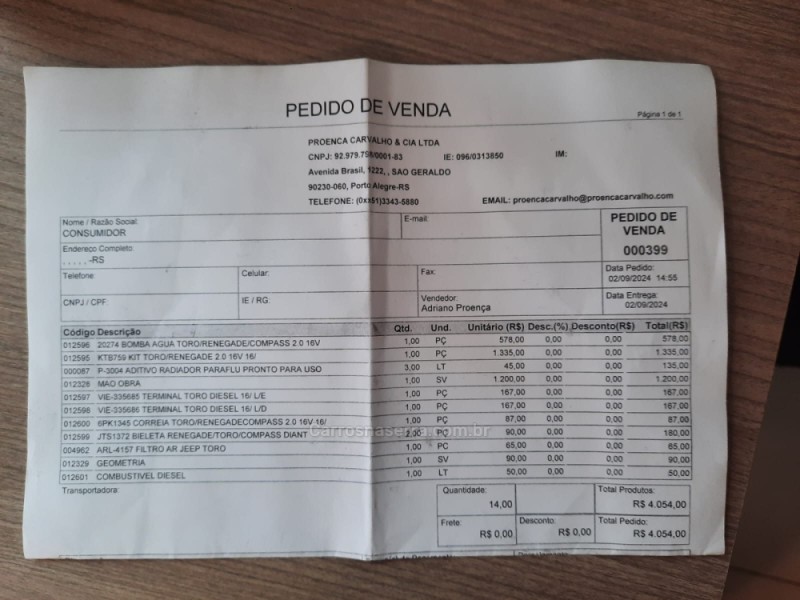 PEDIDO DE VENDA
Página 1 de 1
PROENCA CARVALHO & CIA LTDA
CNPJ: 92.979.798/0001-83 IE: 096/0313850 IM:
Avenida Brasil, 1222, , SAO GERALDO
90230-060, Porto Alegre-RS
TELEFONE: (0xx51)3343-5880 EMAIL: proencacarvalho@proencacarvalho.com
Nome / Razão Social: E-mail:
CONSUMIDOR
PEDIDO DE
VENDA
000399
Endereço Completo:
. . . . . -RS
Telefone: Celular: Fax:
Data Pedido:
02/09/2024 14:55
CNPJ / CPF: IE / RG: Vendedor:
Adriano Proença
Data Entrega:
02/09/2024
Código Descrição Qtd. Und. Unitário (R$) Desc.(%) Desconto(R$) Total(R$)
012596 20274 BOMBA AGUA TORO/RENEGADE/COMPASS 2.0 16V 1,00 PÇ 578,00 0,00 0,00 578,00
012595 KTB759 KIT TORO/RENEGADE 2.0 16V 16/ 1,00 PÇ 1.335,00 0,00 0,00 1.335,00
000087 P-3004 ADITIVO RADIADOR PARAFLU PRONTO PARA USO 3,00 LT 45,00 0,00 0,00 135,00
012328 MAO OBRA 1,00 SV 1.200,00 0,00 0,00 1.200,00
012597 VIE-335685 TERMINAL TORO DIESEL 16/ L/E 1,00 PÇ 167,00 0,00 0,00 167,00
012598 VIE-335686 TERMINAL TORO DIESEL 16/ L/D 1,00 PÇ 167,00 0,00 0,00 167,00
012600 6PK1345 CORREIA TORO/RENEGADECOMPASS 2.0 16V 16/ 1,00 PÇ 87,00 0,00 0,00 87,00
012599 JTS1372 BIELETA RENEGADE/TORO/COMPASS DIANT 2,00 PÇ 90,00 0,00 0,00 180,00
004962 ARL-4157 FILTRO AR JEEP TORO 1,00 PÇ 65,00 0,00 0,00 65,00
012329 GEOMETRIA 1,00 SV 90,00 0,00 0,00 90,00
012601 COMBUSTIVEL DIESEL 1,00 LT 50,00 0,00 0,00 50,00
Carrosnaserra.com.br
Transportadora:
Quantidade: Total Produtos:
14,00 R$ 4.054,00
Frete: Desconto: Total Pedido:
R$ 0,00 R$ 0,00 R$ 4.054,00